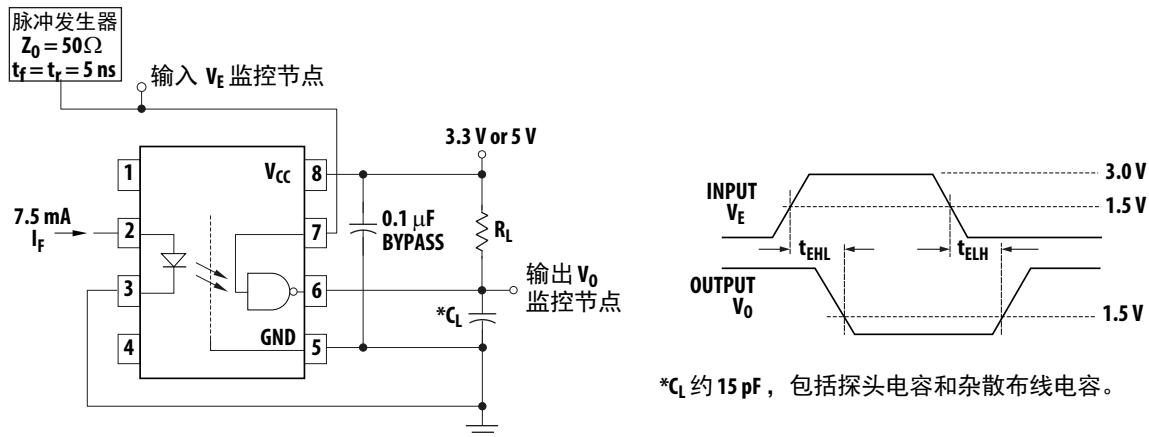 脉冲发生器
Z0 = 50Ω
tf = tr = 5 ns
输入 VE 监控节点
3.3 V or 5 V
1
VCC
8
7.5 mA
IF
2
7
0.1 μF
BYPASS
RL
3
6
输出 V0
监控节点
*CL
4
GND
5
INPUT
VE
3.0 V
1.5 V
tEHL
tELH
OUTPUT
V0
1.5 V
*CL 约 15 pF ,包括探头电容和杂散布线电容。